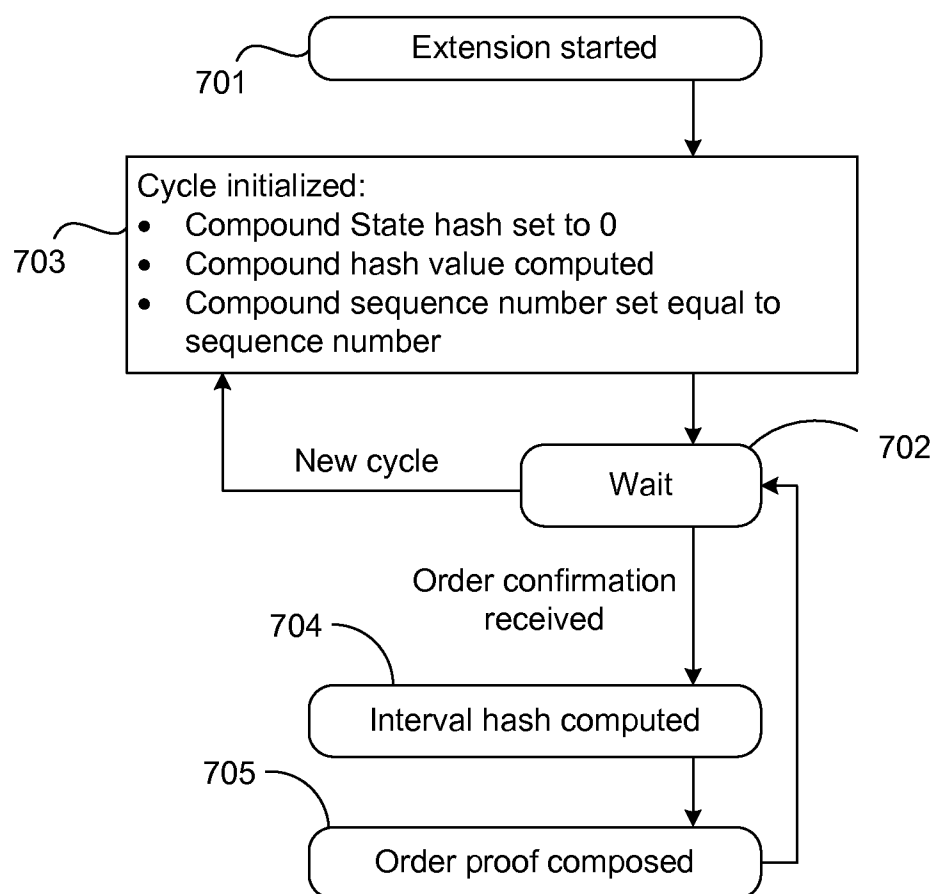 Extension started
701
Cycle initialized:
• Compound State hash set to 0
703
• Compound hash value computed
• Compound sequence number set equal to
sequence number
702
New cycle
Wait
Order confirmation
received
704
Interval hash computed
705
Order proof composed